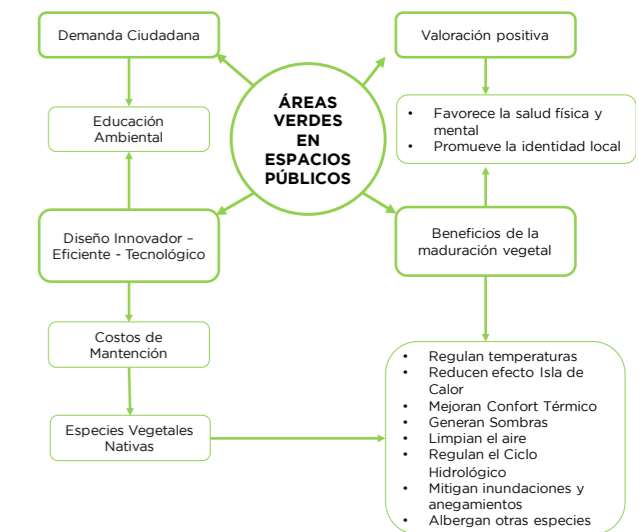 Demanda Ciudadana
Valoración positiva
ÁREAS
VERDES
EN
ESPACIOS
PÚBLICOS
Educación
Ambiental
• Favorece la salud física y
mental
• Promueve la identidad local
Diseño Innovador –
Eficiente - Tecnológico
Beneficios de la
maduración vegetal
Costos de
Mantención
Especies Vegetales
Nativas
• Regulan temperaturas
• Reducen efecto Isla de
Calor
• Mejoran Confort Térmico
• Generan Sombras
• Limpian el aire
• Regulan el Ciclo
Hidrológico
• Mitigan inundaciones y
anegamientos
• Albergan otras especies